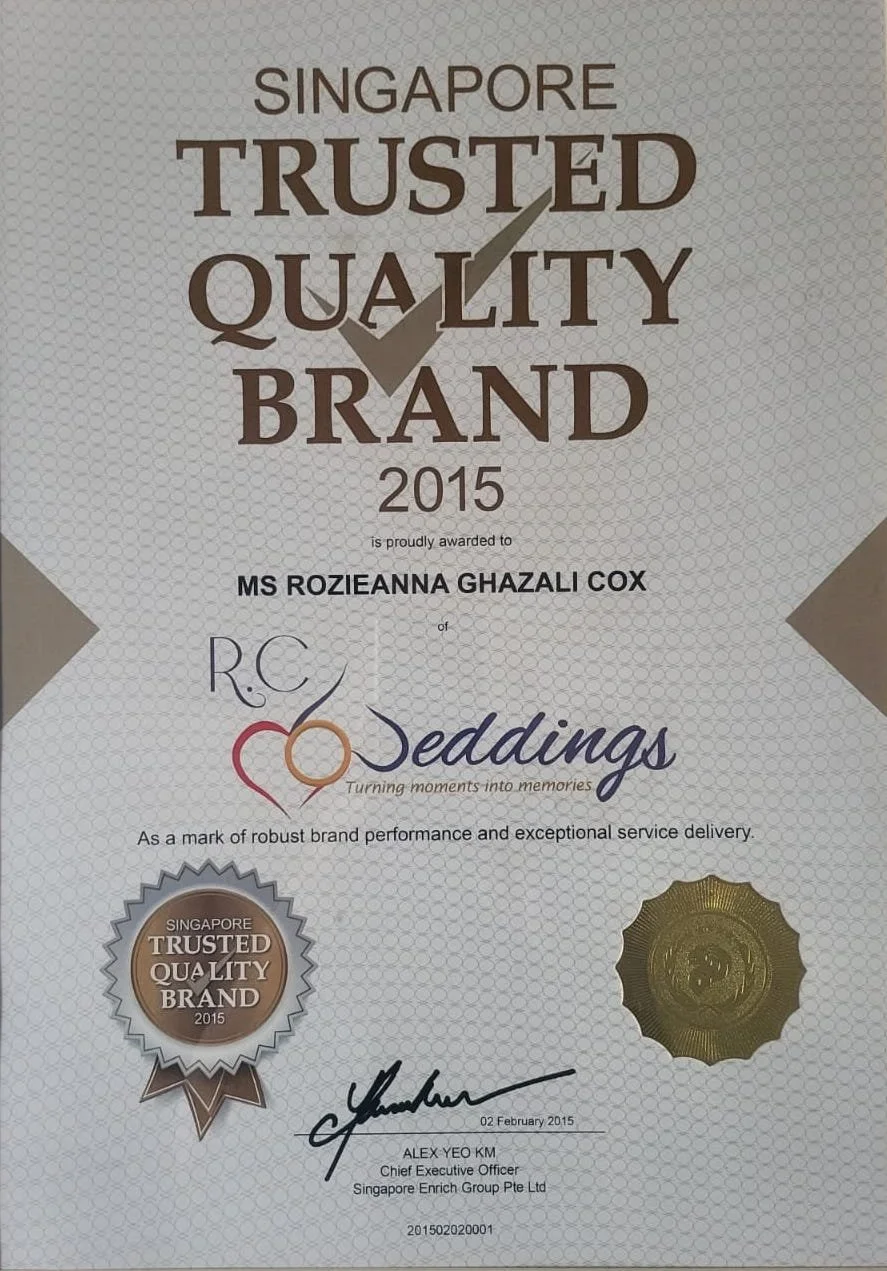 SINGAPORE
TRUSTED
QUALITY
BRAND
2015
is proudly awarded to
MS ROZIEANNA GHAZALI COX
of
R.C
Weddings
Turning moments into memories
As a mark of robust brand performance and exceptional service delivery.
SINGAPORE
TRUSTED
QUALITY
BRAND
2015
02 February 2015
ALEX YEO KM
Chief Executive Officer
Singapore Enrich Group Pte Ltd
201502020001